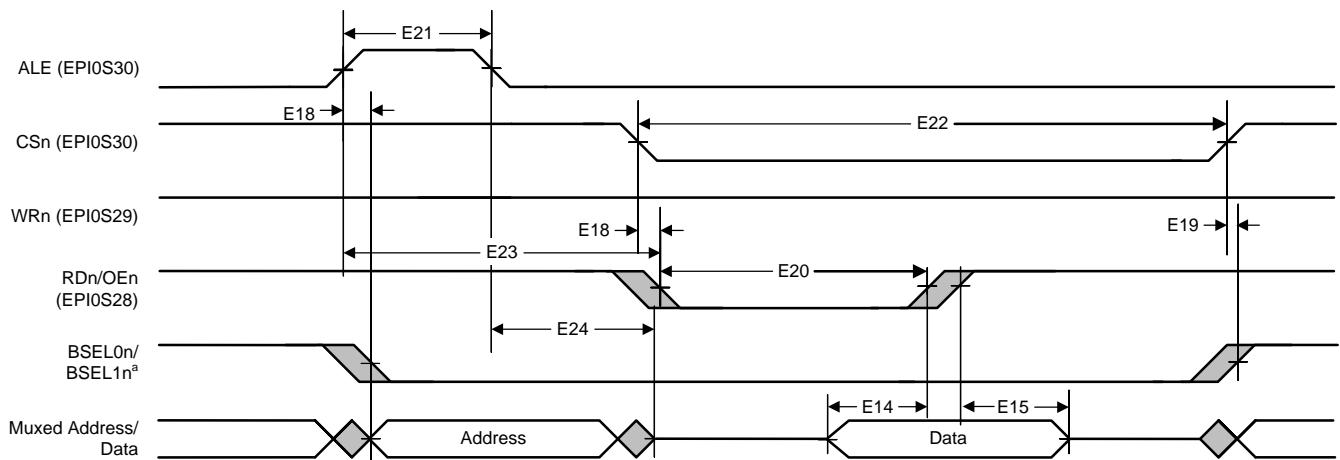 E21
ALE (EPI0S30)
E18
E22
CSn (EPI0S30)
WRn (EPI0S29)
E18
E19
E23
E20
RDn/OEn
(EPI0S28)
E24
BSEL0n/
BSEL1nᵃ
E14
E15
Muxed Address/
Data
Address
Data